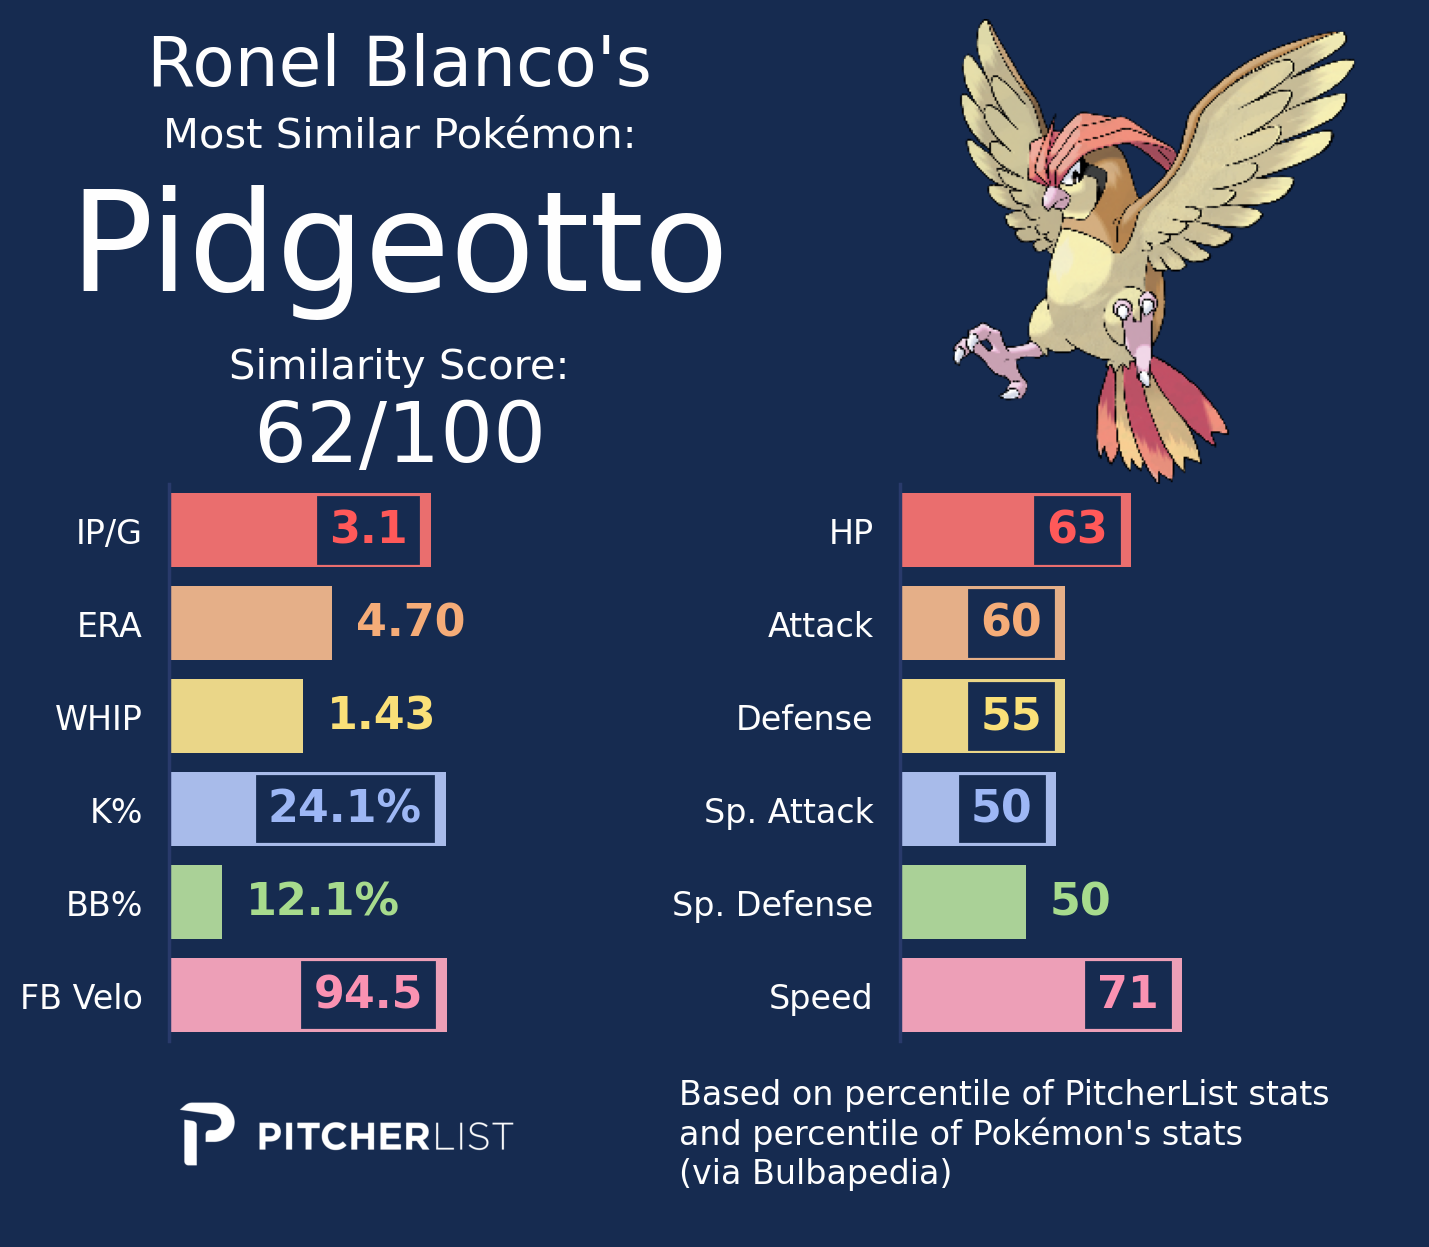 Ronel Blanco's
Most Similar Pokémon:
Pidgeotto
Similarity Score:
62/100
IP/G 3.1
ERA 4.70
WHIP 1.43
K% 24.1%
BB% 12.1%
FB Velo 94.5
HP 63
Attack 60
Defense 55
Sp. Attack 50
Sp. Defense 50
Speed 71
PITCHERLIST
Based on percentile of PitcherList stats
and percentile of Pokémon's stats
(via Bulbapedia)